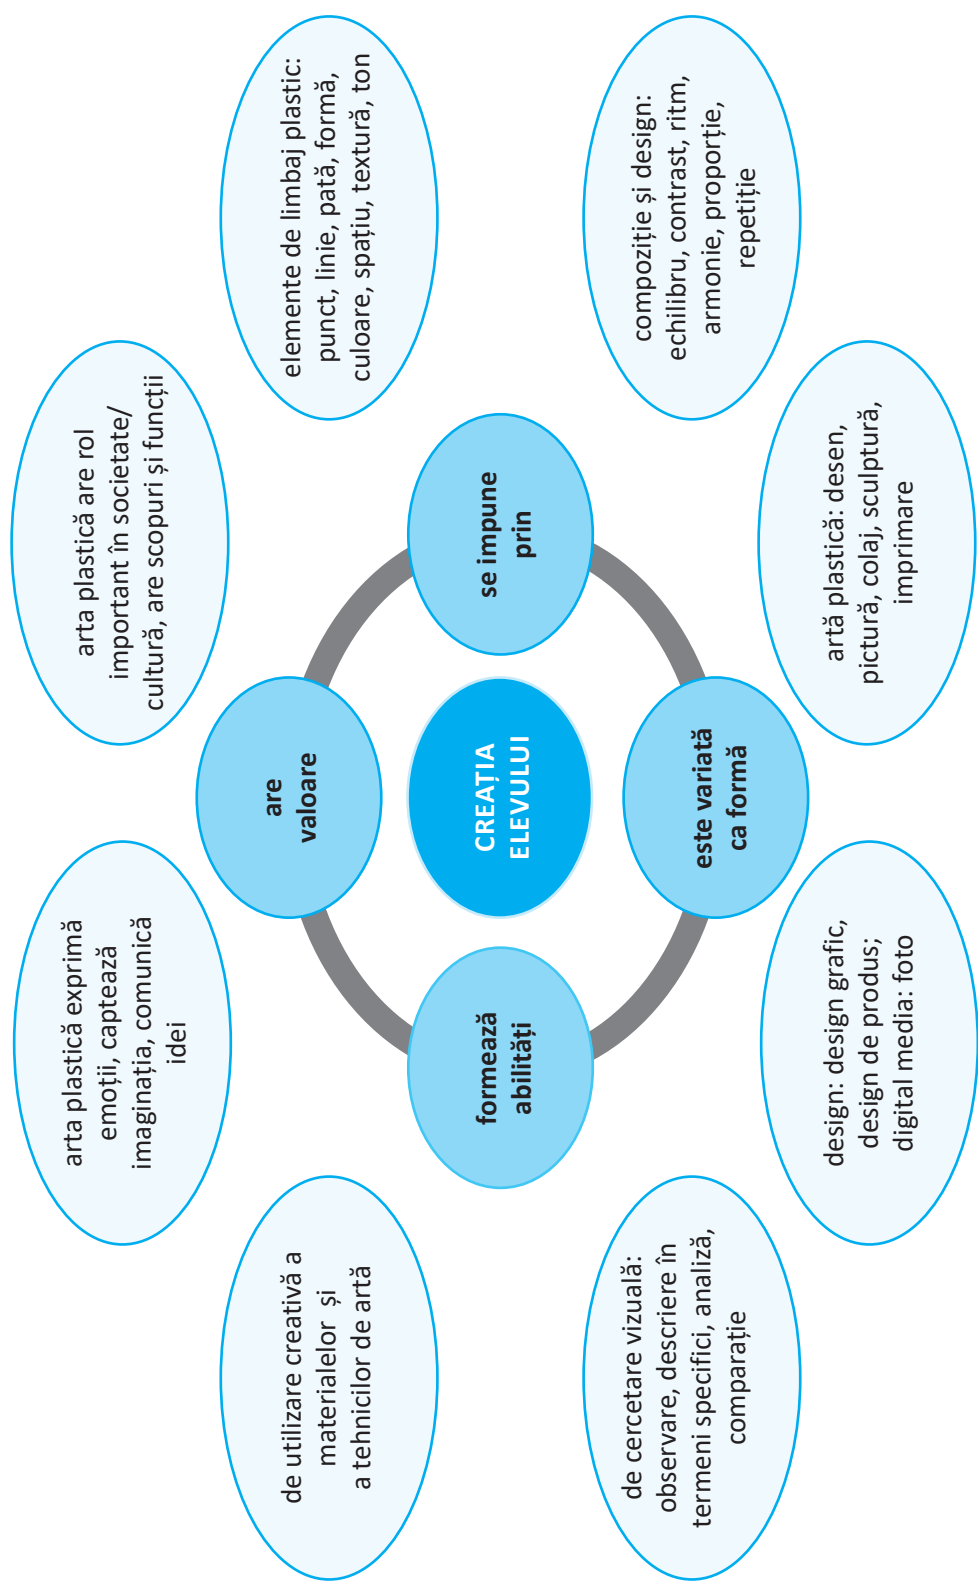 arta plastică exprimă
emoții, captează
imaginația, comunică
idei
arta plastică are rol
important în societate/
cultură, are scopuri și funcții
de utilizare creativă a
materialelor și
a tehnicilor de artă
are
valoare
elemente de limbaj plastic:
punct, linie, pată, formă,
culoare, spațiu, textură, ton
formează
abilități
CREAȚIA
ELEVULUI
se impune
prin
de cercetare vizuală:
observare, descriere în
termeni specifici, analiză,
comparație
este variată
ca formă
compoziție și design:
echilibru, contrast, ritm,
armonie, proporție,
repetiție
design: design grafic,
design de produs;
digital media: foto
artă plastică: desen,
pictură, colaj, sculptură,
imprimare